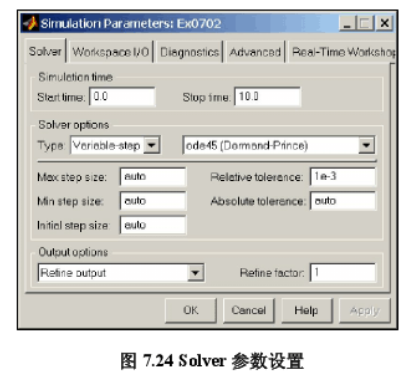 Simulation Parameters: Ex0702
Solver Workspace I/O Diagnostics Advanced Real-Time Workshop
Simulation time
Start time: 0.0 Stop time: 10.0
Solver options
Type: Variable-step ode45 (Dormand-Prince)
Max step size: auto Relative tolerance: 1e-3
Min step size: auto Absolute tolerance: auto
Initial step size: auto
Output options
Refine output Refine factor: 1
OK Cancel Help Apply
图 7.24 Solver 参数设置